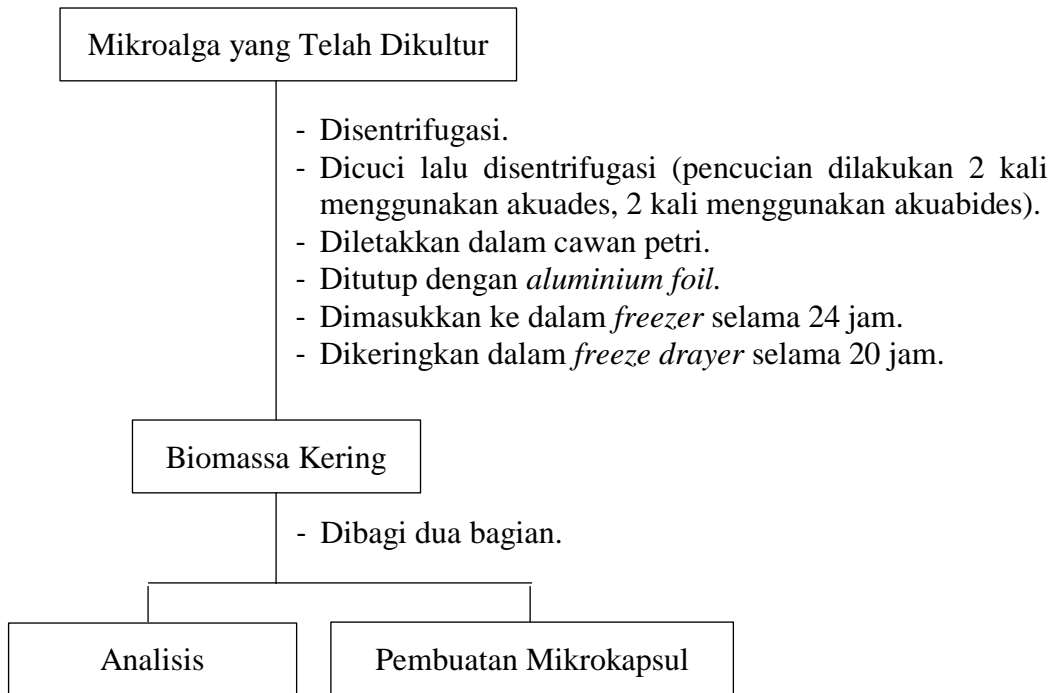 Mikroalga yang Telah Dikultur
- Disentrifugasi.
- Dicuci lalu disentrifugasi (pencucian dilakukan 2 kali
menggunakan akuades, 2 kali menggunakan akuabides).
- Diletakkan dalam cawan petri.
- Ditutup dengan aluminium foil.
- Dimasukkan ke dalam freezer selama 24 jam.
- Dikeringkan dalam freeze drayer selama 20 jam.
Biomassa Kering
- Dibagi dua bagian.
Analisis
Pembuatan Mikrokapsul